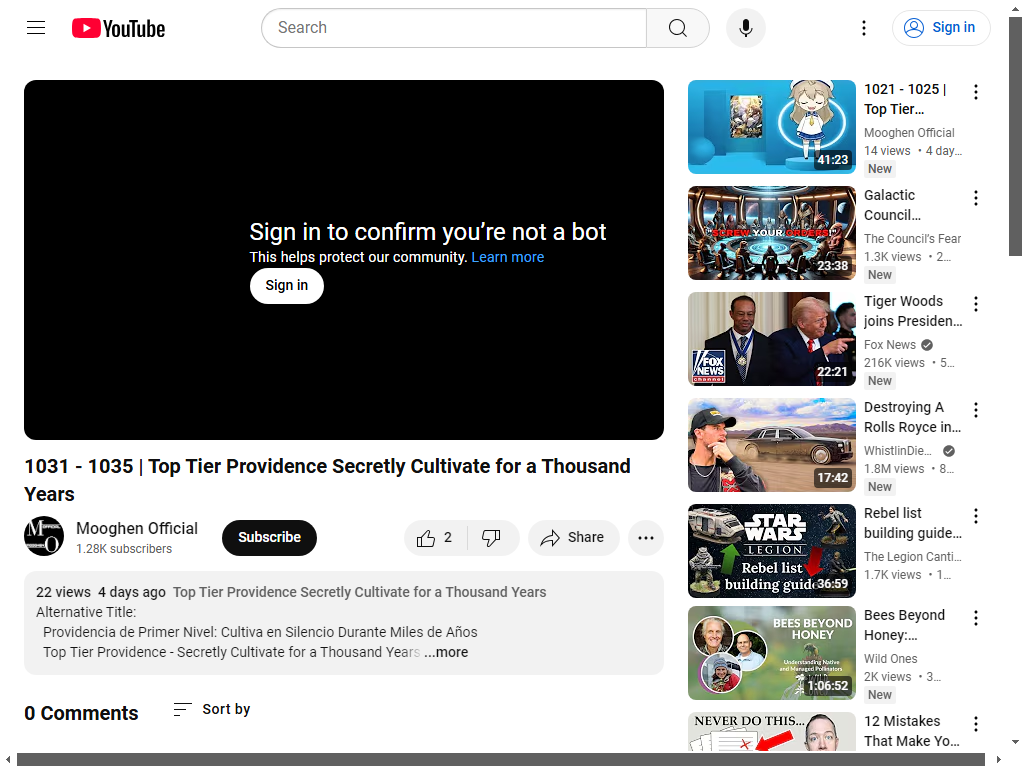 YouTube
Search
Sign in
Sign in to confirm you're not a bot
This helps protect our community. Learn more
Sign in
1031 - 1035 | Top Tier Providence Secretly Cultivate for a Thousand
Years
Mooghen Official
1.28K subscribers
Subscribe
2
Share
22 views 4 days ago Top Tier Providence Secretly Cultivate for a Thousand Years
Alternative Title:
Providencia de Primer Nivel: Cultiva en Silencio Durante Miles de Años
Top Tier Providence - Secretly Cultivate for a Thousand Years ...more
0 Comments
Sort by
41:23
1021 - 1025 |
Top Tier…
Mooghen Official
14 views • 4 day…
New
SCREW YOUR ORDERS
23:38
Galactic
Council…
The Council's Fear
1.3K views • 2…
New
FOX
NEWS
channel
22:21
Tiger Woods
joins Presiden…
Fox News
216K views • 5…
New
17:42
Destroying A
Rolls Royce in…
WhistlinDie…
1.8M views • 8…
New
STAR
WARS
LEGION
Rebel list
building guide
36:59
Rebel list
building guide…
The Legion Canti…
1.7K views • 1…
BEES BEYOND
HONEY:
Understanding Native
and Managed Pollinators
1:06:52
Bees Beyond
Honey:…
Wild Ones
2K views • 3…
New
NEVER DO THIS...
12 Mistakes
That Make Yo…